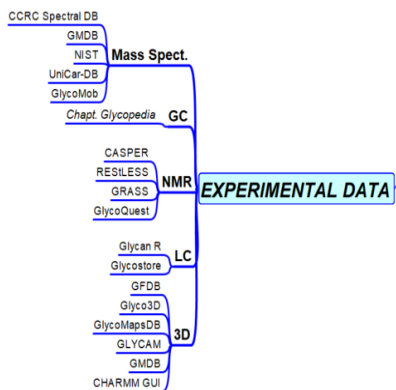 CCRC Spectral DB
GMDB
NIST
UniCar-DB
GlycoMob
Mass Spect.
Chapt. Glycopedia
GC
CASPER
REStLESS
GRASS
GlycoQuest
NMR
EXPERIMENTAL DATA
Glycan R
Glycostore
LC
GFDB
Glyco3D
GlycoMapsDB
GLYCAM
GMDB
CHARMM GUI
3D